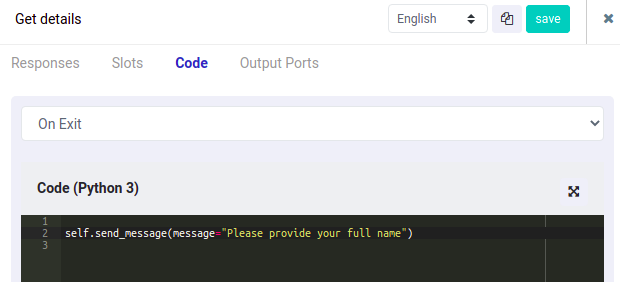 Get details English save
Responses Slots Code Output Ports
On Exit
Code (Python 3)
1
2 self.send_message(message="Please provide your full name")
3